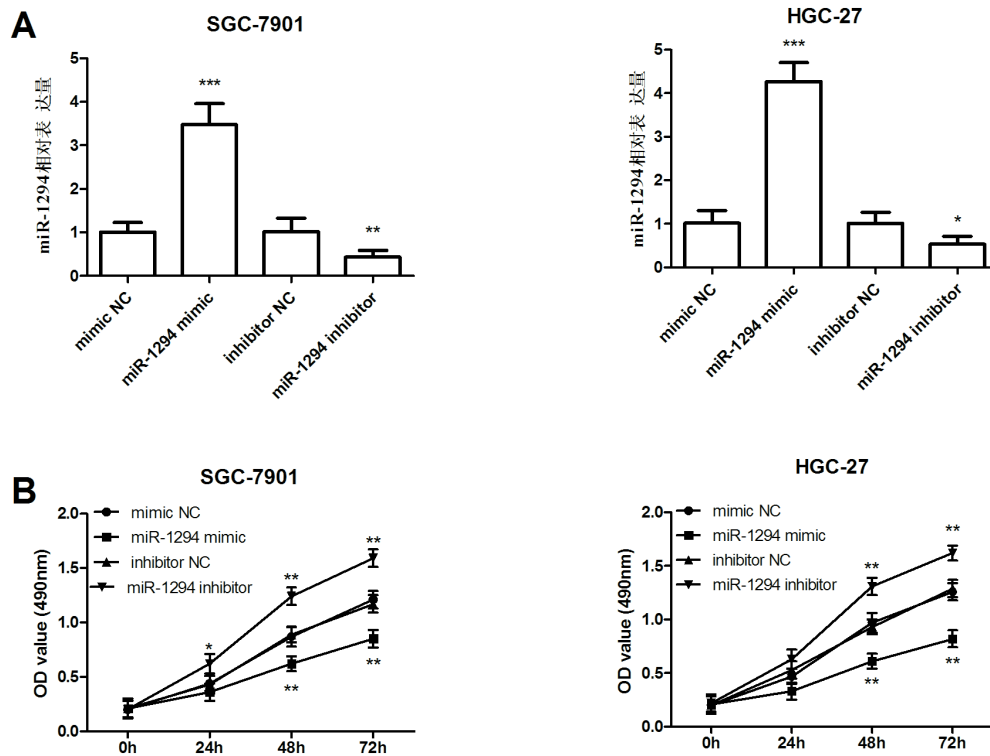 A
SGC-7901
miR-1294相对表 达量
5
4
3
2
1
0
***
**
mimic NC
miR-1294 mimic
inhibitor NC
miR-1294 inhibitor
HGC-27
miR-1294相对表 达量
5
4
3
2
1
0
***
*
mimic NC
miR-1294 mimic
inhibitor NC
miR-1294 inhibitor
B
SGC-7901
OD value (490nm)
2.0
1.5
1.0
0.5
0.0
mimic NC
miR-1294 mimic
inhibitor NC
miR-1294 inhibitor
*
**
**
**
**
0h 24h 48h 72h
HGC-27
OD value (490nm)
2.0
1.5
1.0
0.5
0.0
mimic NC
miR-1294 mimic
inhibitor NC
miR-1294 inhibitor
**
**
**
**
0h 24h 48h 72h